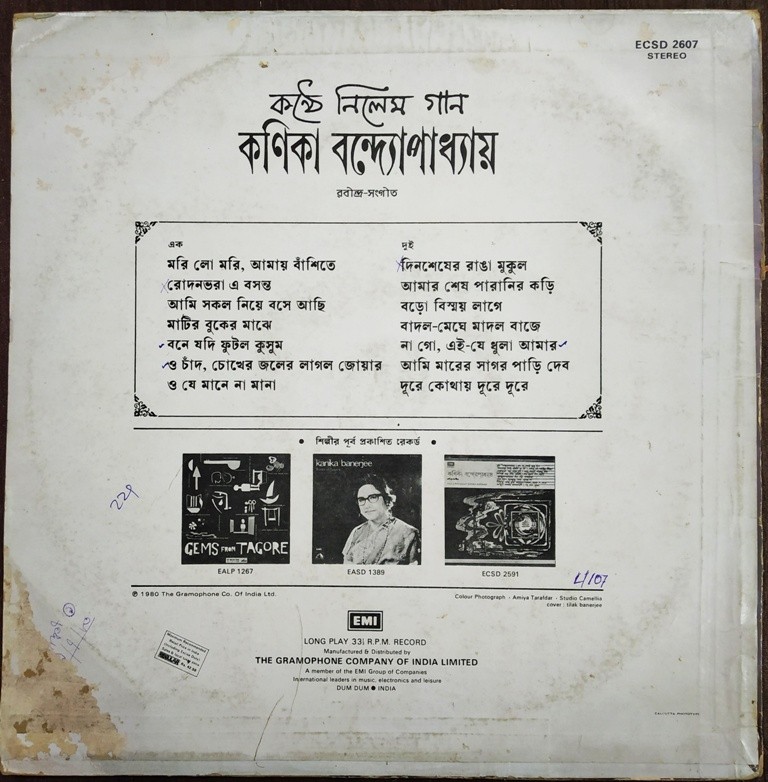 ECSD 2607
STEREO
কণ্ঠে নিলেম গান
কণিকা বন্দ্যোপাধ্যায়
রবীন্দ্র-সংগীত
এক
মরি লো মরি, আমায় বাঁশিতে
রোদনভরা এ বসন্ত
আমি সকল নিয়ে বসে আছি
মাটির বুকের মাঝে
বনে যদি ফুটল কুসুম
ও চাঁদ, চোখের জলের লাগল জোয়ার
ও যে মানে না মানা
দুই
দিনশেষের রাঙা মুকুল
আমার শেষ পারানির কড়ি
বড়ো বিস্ময় লাগে
বাদল-মেঘে মাদল বাজে
না গো, এই-যে ধুলা আমার
আমি মারের সাগর পাড়ি দেব
দূরে কোথায় দূরে দূরে
• শিল্পীর পূর্ব প্রকাশিত রেকর্ড •
GEMS FROM TAGORE
kanika banerjee
EALP 1267
EASD 1389
ECSD 2591
L/107
℗ 1980 The Gramophone Co. Of India Ltd.
Colour Photograph - Amiya Tarafdar - Studio Camellia
cover : tilak banerjee
EMI
LONG PLAY 33⅓ R.P.M. RECORD
Manufactured & Distributed by
THE GRAMOPHONE COMPANY OF INDIA LIMITED
A member of the EMI Group of Companies
International leaders in music, electronics and leisure
DUM DUM ● INDIA